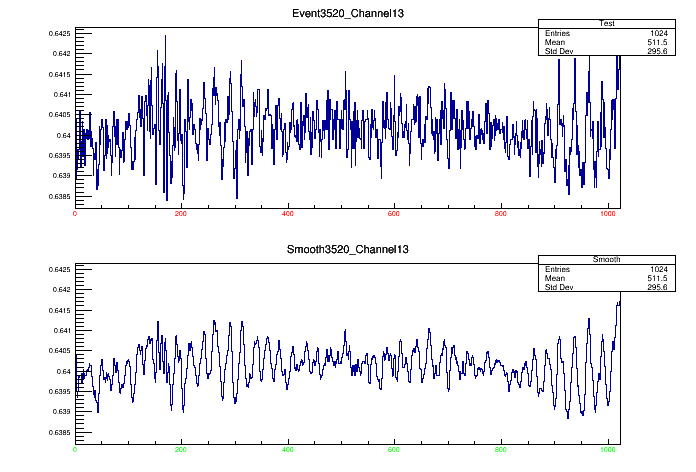 Event3520_Channel13
Test
Entries 1024
Mean 511.5
Std Dev 295.6
0.6425
0.642
0.6415
0.641
0.6405
0.64
0.6395
0.639
0.6385
0 200 400 600 800 1000
Smooth3520_Channel13
Smooth
Entries 1024
Mean 511.5
Std Dev 295.6
0.6425
0.642
0.6415
0.641
0.6405
0.64
0.6395
0.639
0.6385
0 200 400 600 800 1000